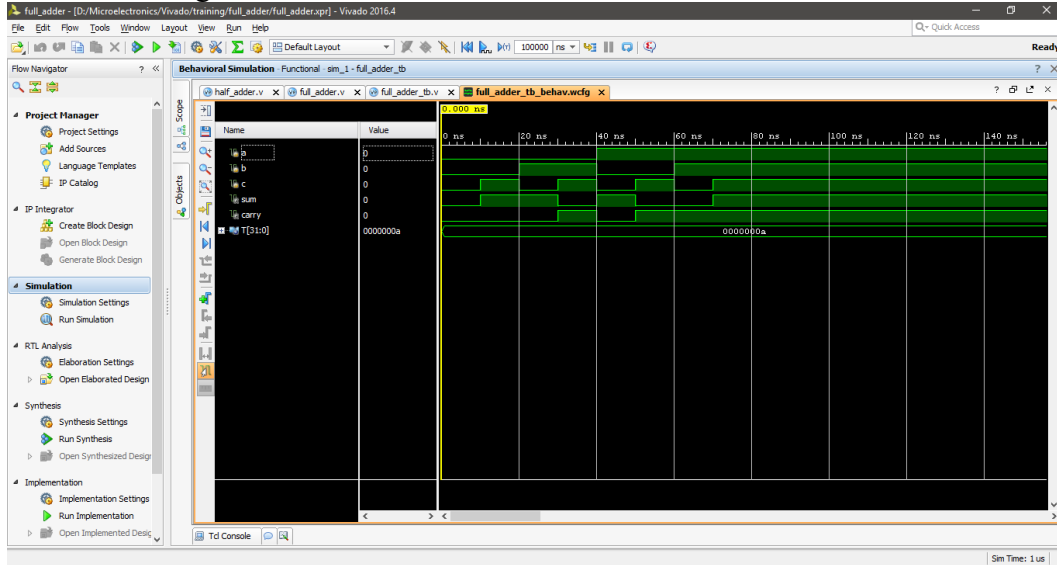 full_adder - [D:/Microelectronics/Vivado/training/full_adder/full_adder.xpr] - Vivado 2016.4
File Edit Flow Tools Window Layout View Run Help
Q- Quick Access
Default Layout
100000 ns
Ready
Flow Navigator ? «
Project Manager
Project Settings
Add Sources
Language Templates
IP Catalog
IP Integrator
Create Block Design
Open Block Design
Generate Block Design
Simulation
Simulation Settings
Run Simulation
RTL Analysis
Elaboration Settings
Open Elaborated Design
Synthesis
Synthesis Settings
Run Synthesis
Open Synthesized Design
Implementation
Implementation Settings
Run Implementation
Open Implemented Desig
Behavioral Simulation - Functional - sim_1 - full_adder_tb
Scope
Objects
half_adder.v × full_adder.v × full_adder_tb.v × full_adder_tb_behav.wcfg ×
0.000 ns
Name Value
0 ns 20 ns 40 ns 60 ns 80 ns 100 ns 120 ns 140 ns
a 0
b 0
c 0
sum 0
carry 0
T[31:0] 0000000a 0000000a
Tcl Console
Sim Time: 1 us